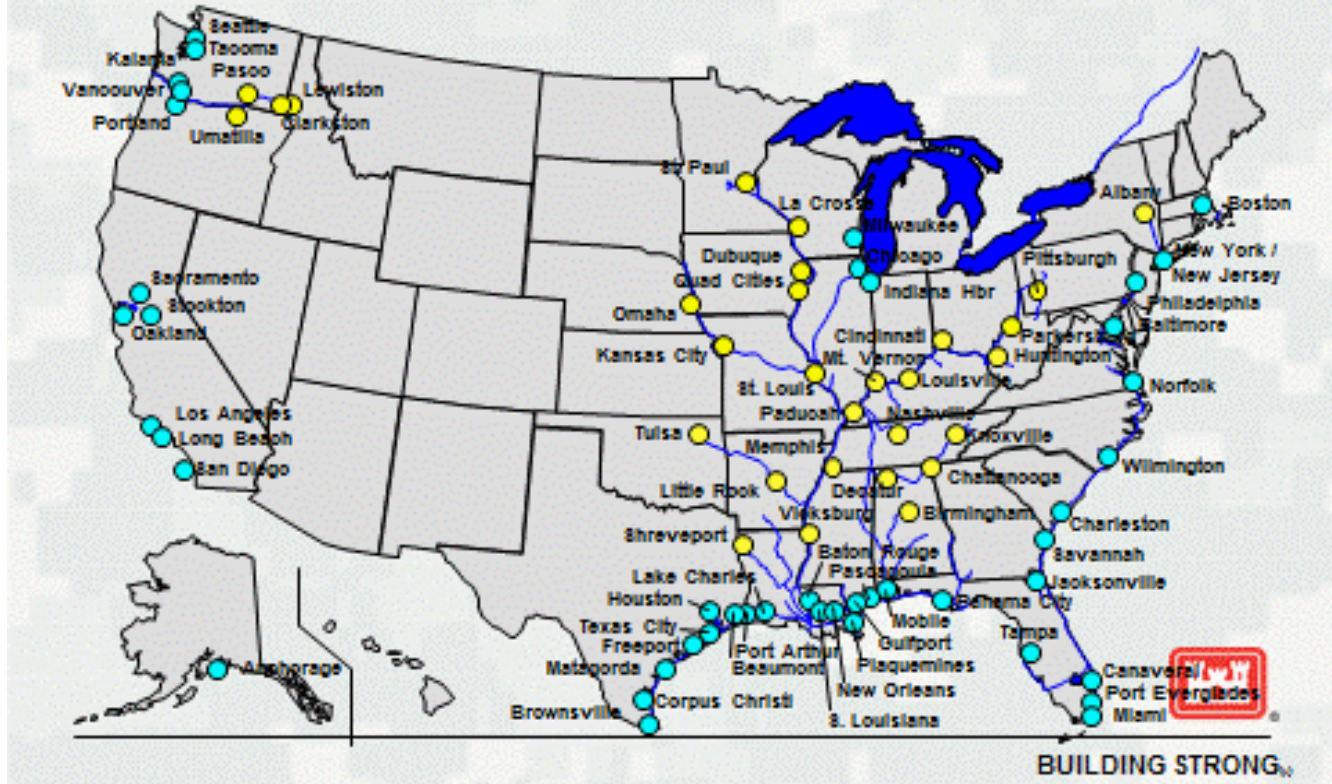 Seattle
Tacoma
Kalama
Pasco
Vancouver
Lewiston
Portland
Clarkston
Umatilla
St. Paul
La Crosse
Albany
Boston
Milwaukee
Dubuque
Chicago
Pittsburgh
New York /
New Jersey
Sacramento
Quad Cities
Indiana Hbr
Stockton
Philadelphia
Omaha
Oakland
Cincinnati
Parkersburg
Baltimore
Kansas City
Mt. Vernon
Huntington
St. Louis
Louisville
Norfolk
Los Angeles
Paducah
Nashville
Long Beach
Tulsa
Memphis
Knoxville
San Diego
Wilmington
Little Rock
Decatur
Chattanooga
Vicksburg
Birmingham
Charleston
Shreveport
Baton Rouge
Savannah
Pascagoula
Lake Charles
Jacksonville
Houston
Pahema City
Texas City
Mobile
Tampa
Freeport
Port Arthur
Gulfport
Anchorage
Matagorda
Beaumont
Plaquemines
Canaveral
New Orleans
Port Everglades
Corpus Christi
Brownsville
S. Louisiana
Miami
BUILDING STRONG